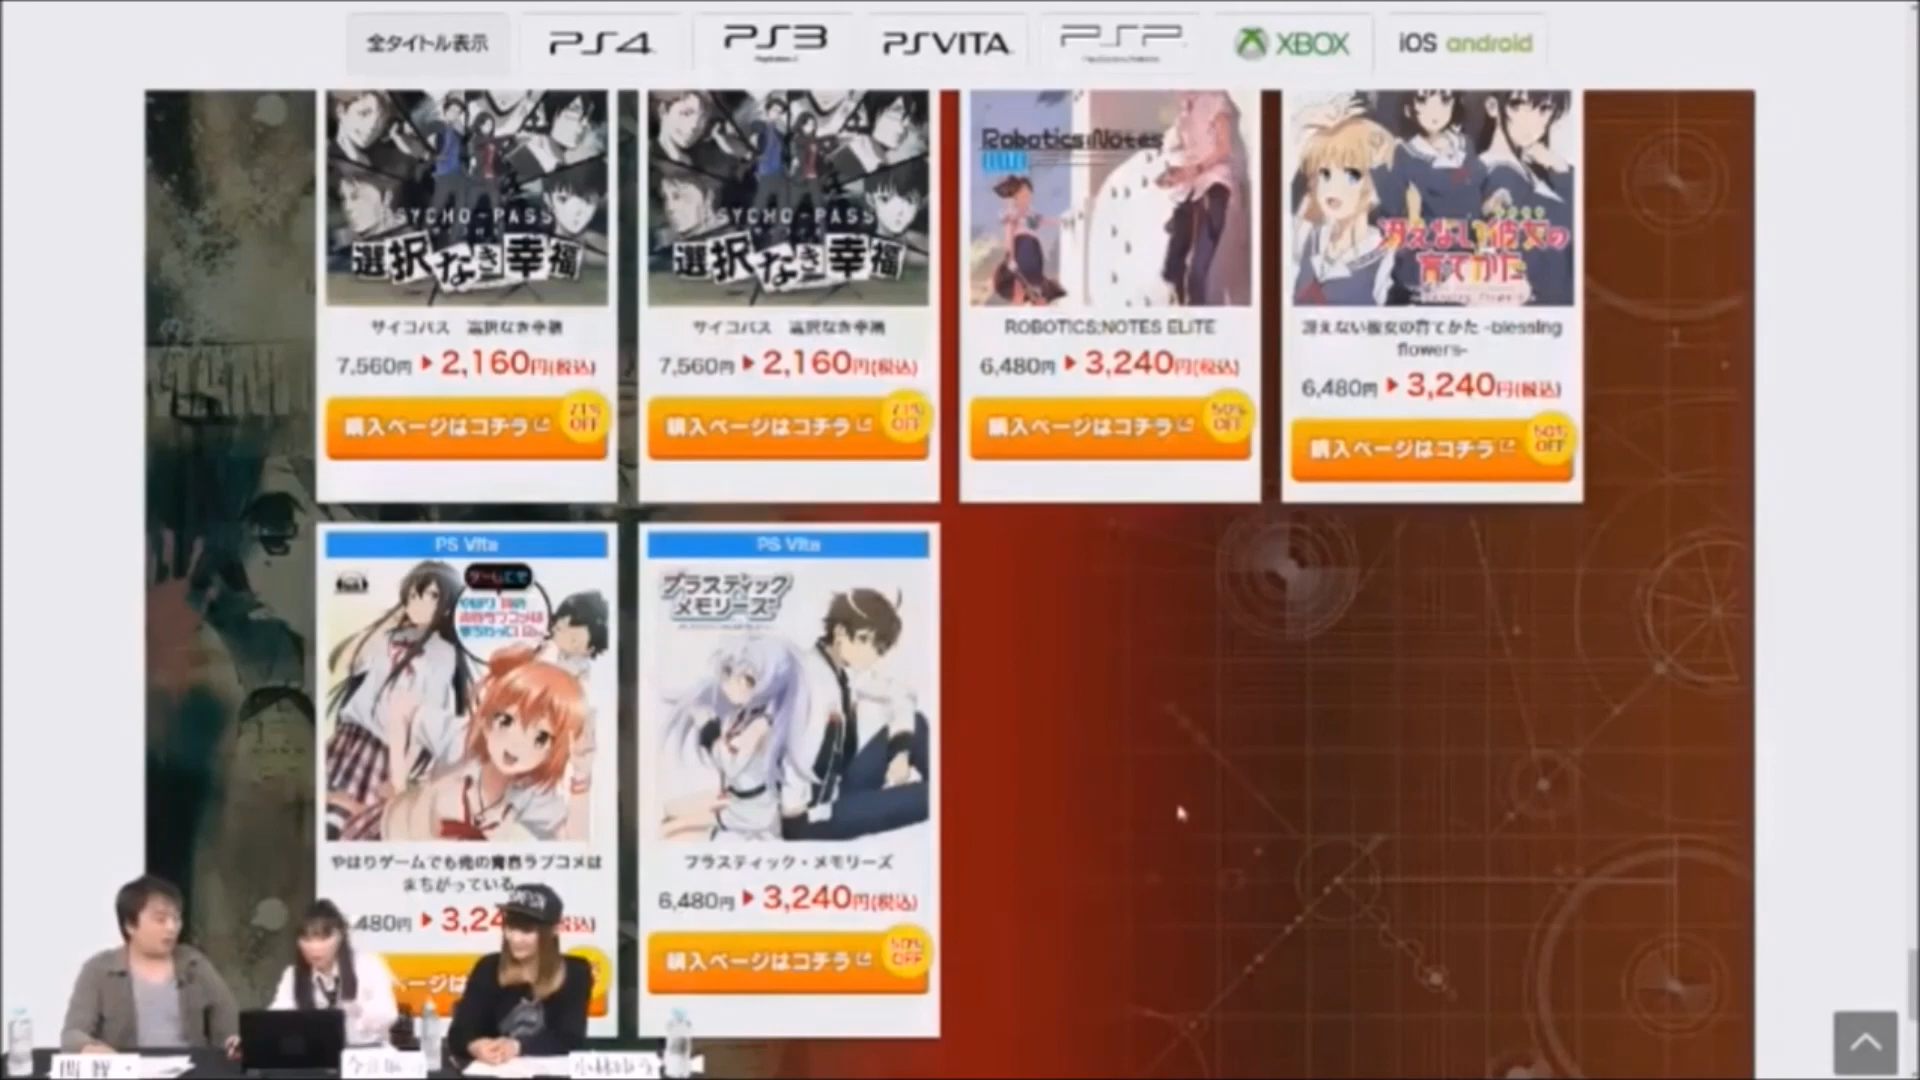 全タイトル表示
PS4
PS3
PSVITA
PSP
XBOX
iOS android
PSYCHO-PASS
選択なき幸福
PSYCHO-PASS
選択なき幸福
Robotics;Notes
冴えない彼女の
育てかた
サイコパス 選択なき幸福
7,560円 2,160円(税込)
購入ページはコチラ
71%
OFF
サイコパス 選択なき幸福
7,560円 2,160円(税込)
購入ページはコチラ
71%
OFF
ROBOTICS;NOTES ELITE
6,480円 3,240円(税込)
購入ページはコチラ
50%
OFF
冴えない彼女の育てかた -blessing
flowers-
6,480円 3,240円(税込)
購入ページはコチラ
50%
OFF
PS Vita
やはりゲームでも俺の青春ラブコメは
まちがっている
480円 3,24 税込)
ページは
PS Vita
プラスティック
メモリーズ
プラスティック・メモリーズ
6,480円 3,240円(税込)
購入ページはコチラ
50%
OFF